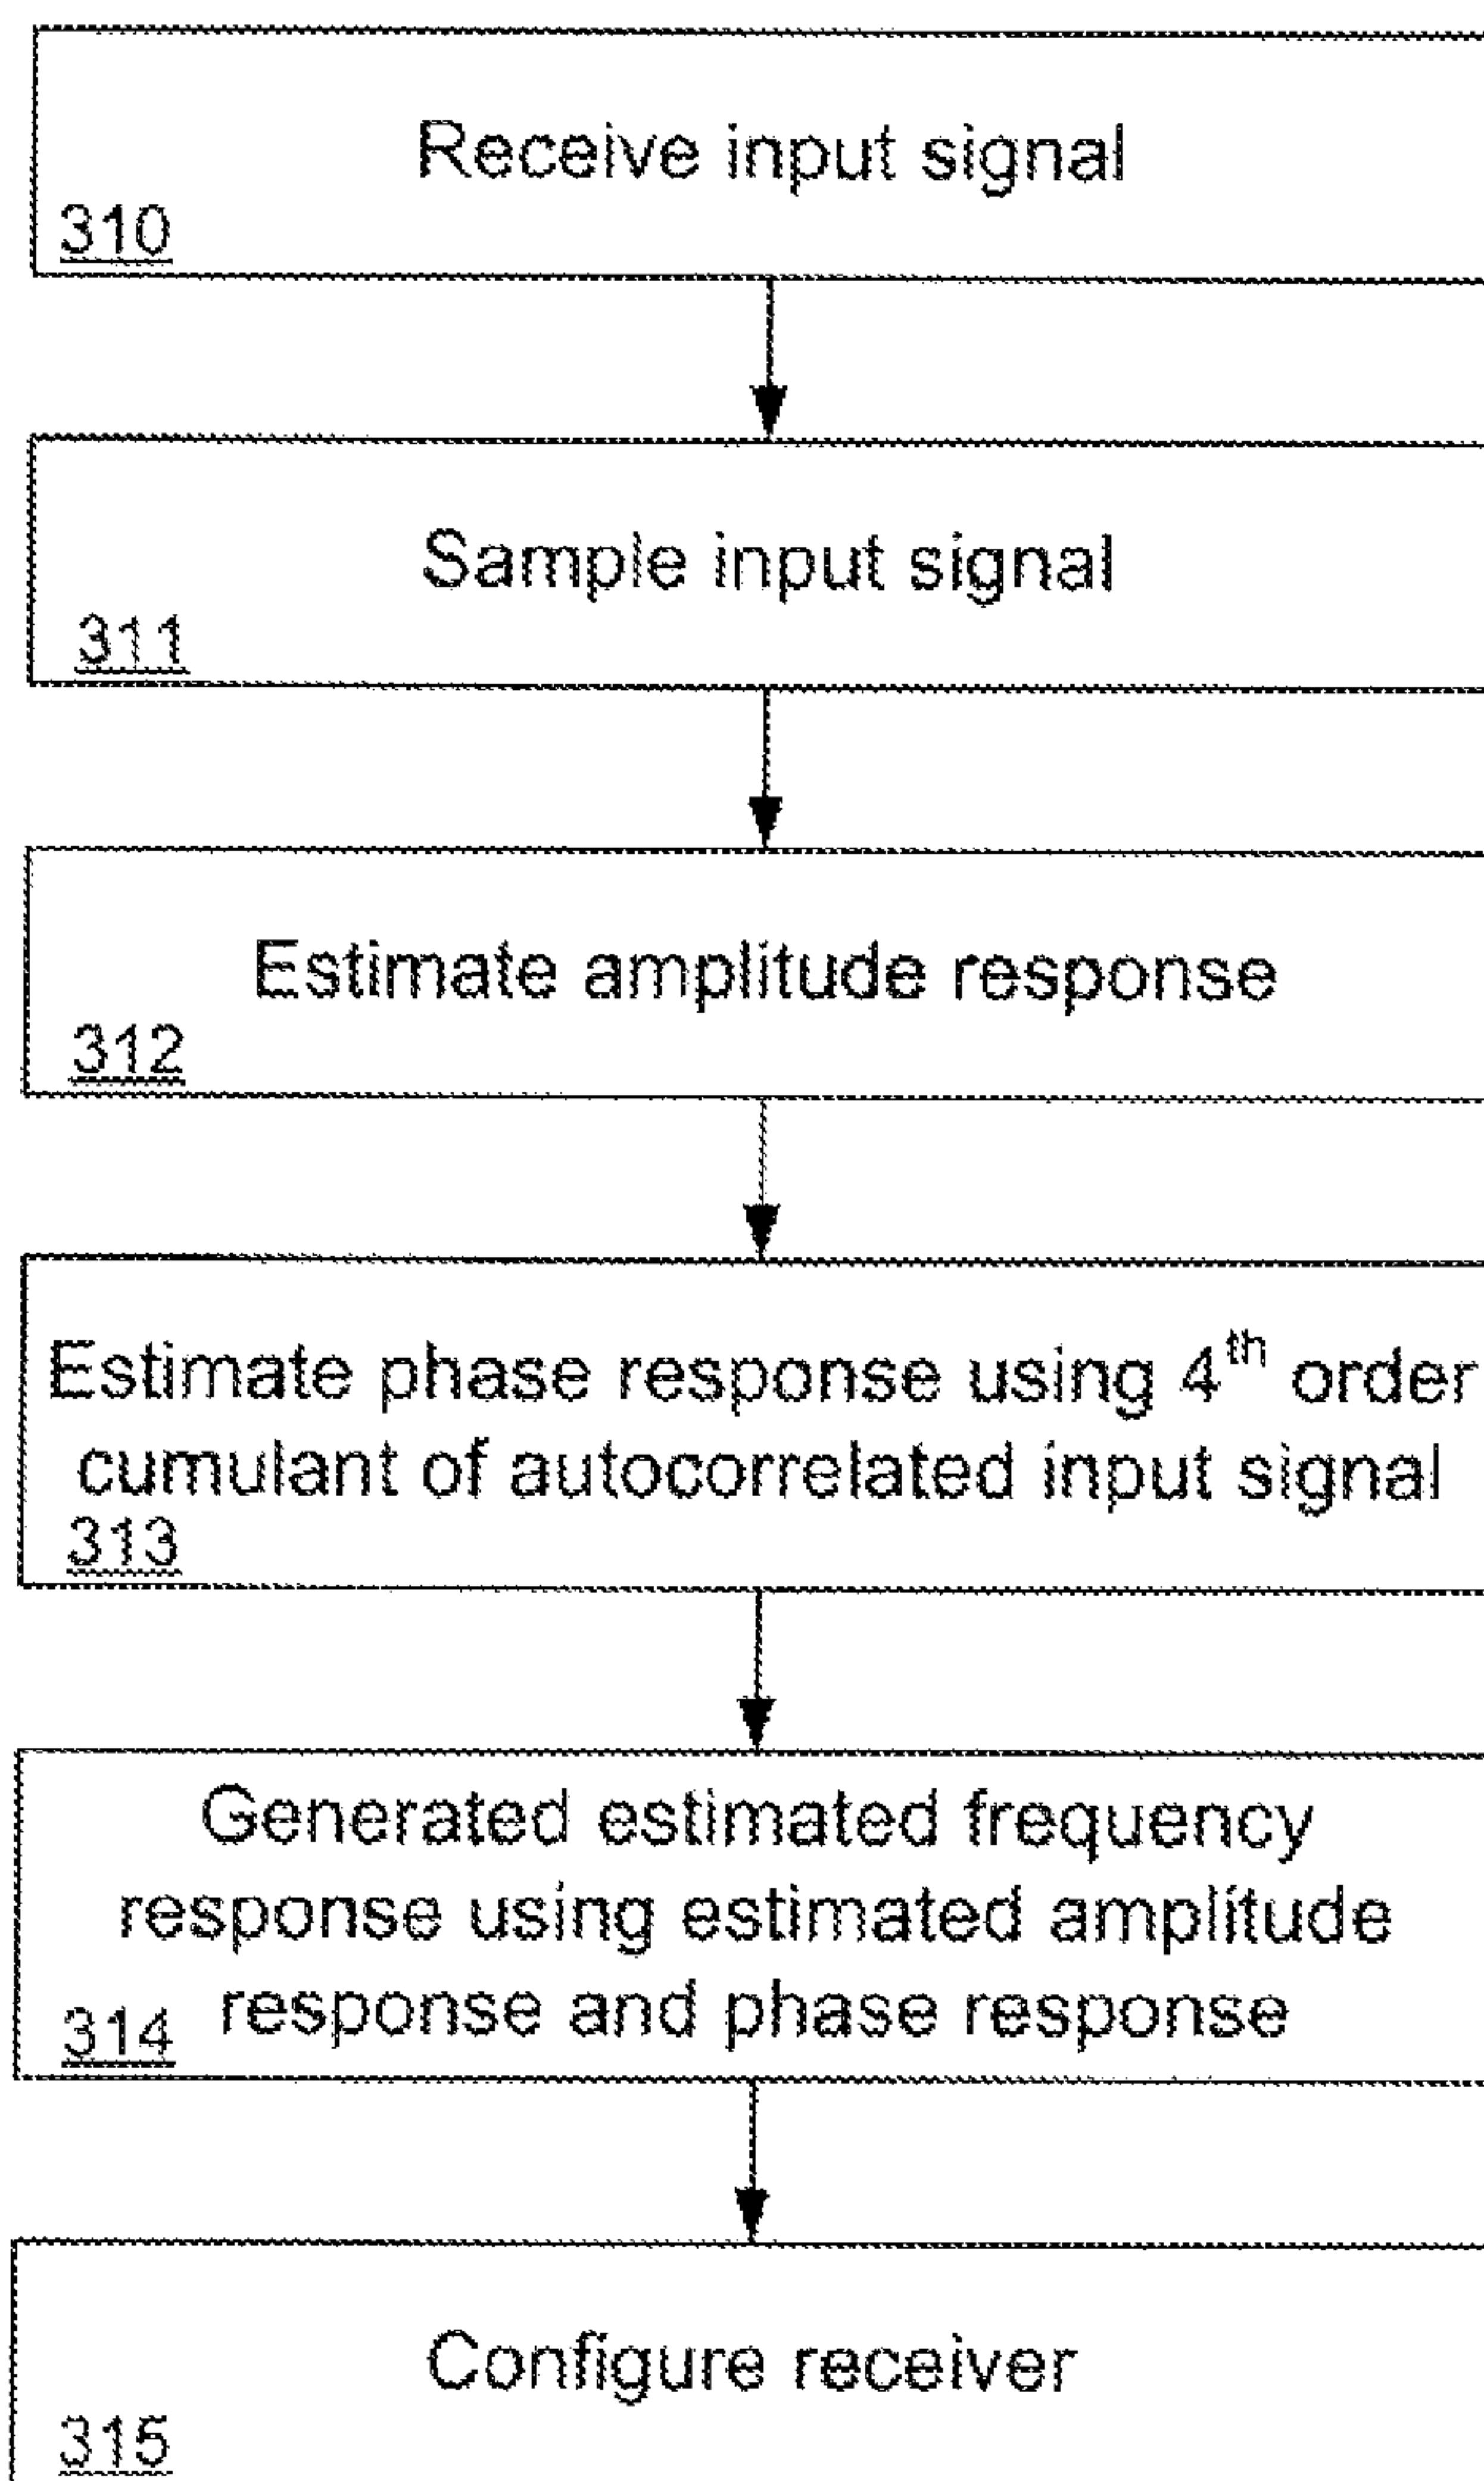 Receive input signal
310
Sample input signal
311
Estimate amplitude response
312
Estimate phase response using 4th order
cumulant of autocorrelated input signal
313
Generated estimated frequency
response using estimated amplitude
response and phase response
314
Configure receiver
315